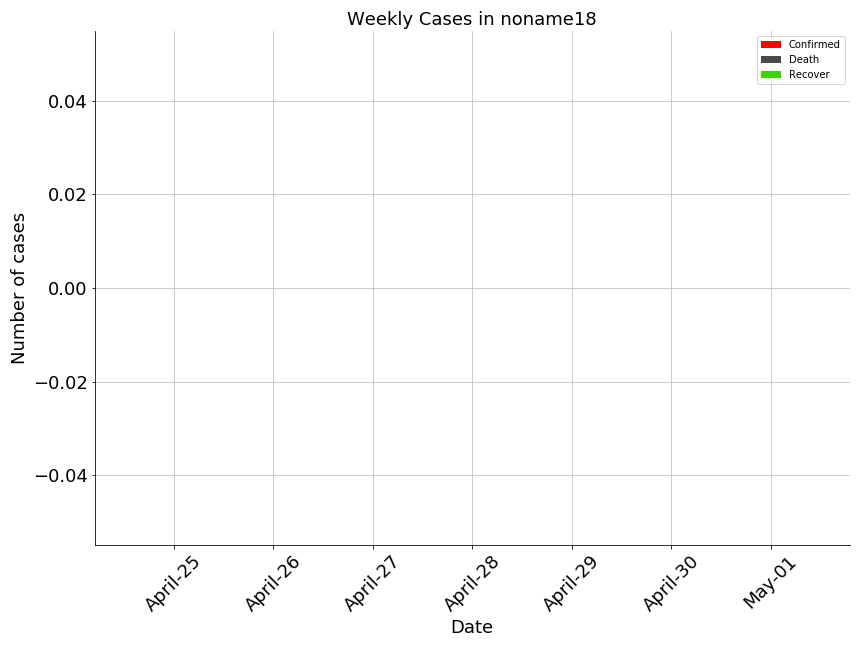 Weekly Cases in noname18
Confirmed
Death
Recover
Number of cases
0.04
0.02
0.00
−0.02
−0.04
April-25
April-26
April-27
April-28
April-29
April-30
May-01
Date